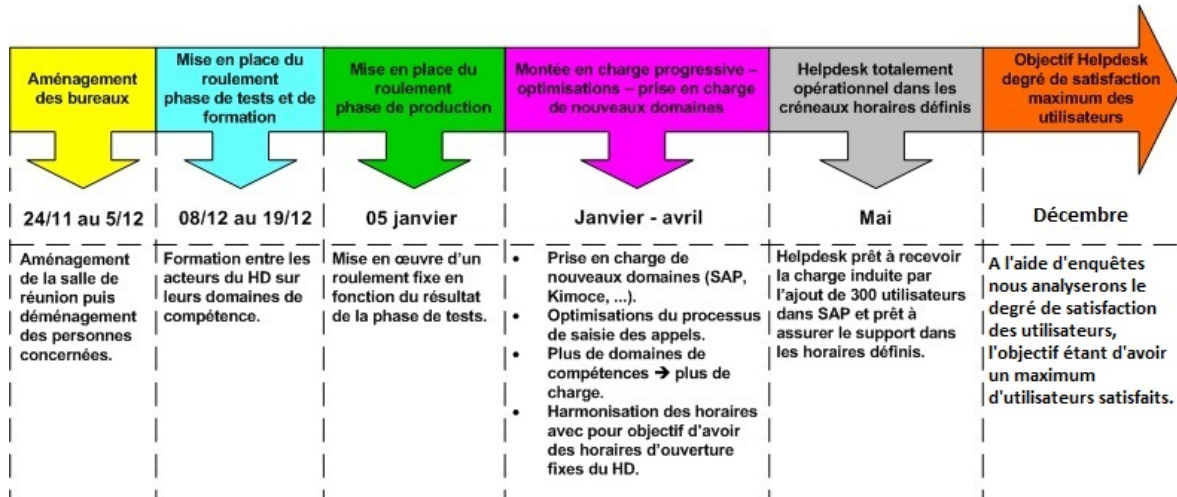 Aménagement
des bureaux
Mise en place du
roulement
phase de tests et de
formation
Mise en place du
roulement
phase de production
Montée en charge progressive –
optimisations – prise en charge
de nouveaux domaines
Helpdesk totalement
opérationnel dans les
créneaux horaires définis
Objectif Helpdesk
degré de satisfaction
maximum des
utilisateurs
24/11 au 5/12
08/12 au 19/12
05 janvier
Janvier - avril
Mai
Décembre
Aménagement
de la salle de
réunion puis
déménagement
des personnes
concernées.
Formation entre les
acteurs du HD sur
leurs domaines de
compétence.
Mise en œuvre d'un
roulement fixe en
fonction du résultat
de la phase de tests.
• Prise en charge de
nouveaux domaines (SAP,
Kimoce, ...).
• Optimisations du processus
de saisie des appels.
• Plus de domaines de
compétences → plus de
charge.
• Harmonisation des horaires
avec pour objectif d'avoir
des horaires d'ouverture
fixes du HD.
Helpdesk prêt à recevoir
la charge induite par
l'ajout de 300 utilisateurs
dans SAP et prêt à
assurer le support dans
les horaires définis.
A l'aide d'enquêtes
nous analyserons le
degré de satisfaction
des utilisateurs,
l'objectif étant d'avoir
un maximum
d'utilisateurs satisfaits.